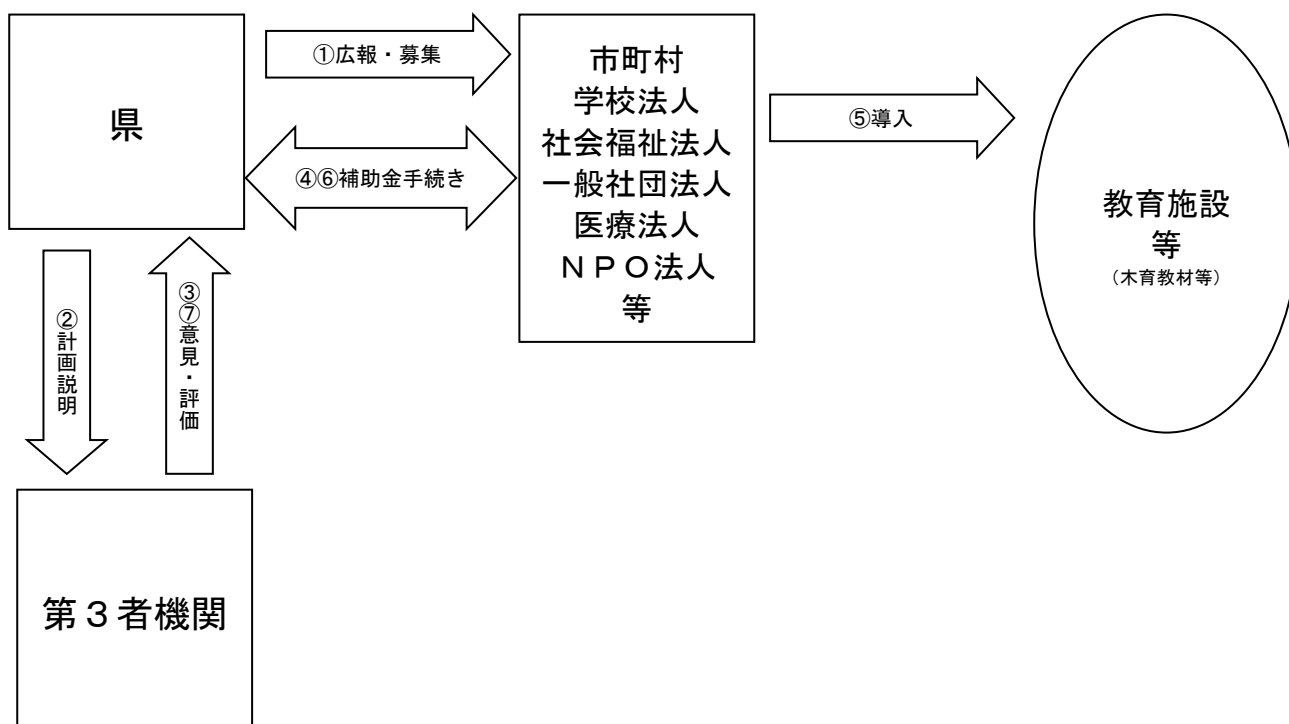 県
①広報・募集
④⑥補助金手続き
市町村
学校法人
社会福祉法人
一般社団法人
医療法人
ＮＰＯ法人
等
⑤導入
教育施設
等
（木育教材等）
②計画説明
③⑦意見・評価
第３者機関